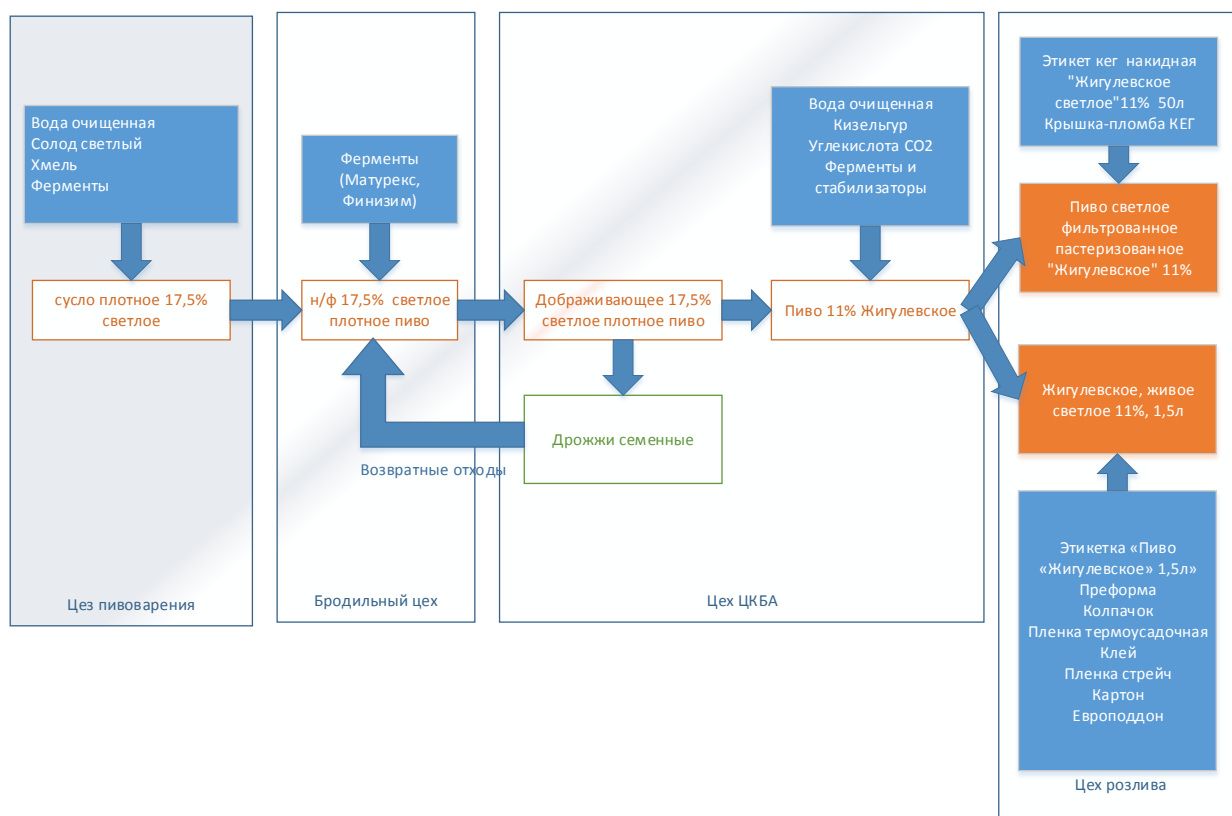 Вода очищенная
Солод светлый
Хмель
Ферменты
сусло плотное 17,5%
светлое
Цез пивоварения
Ферменты
(Матурекс,
Финизим)
н/ф 17,5% светлое
плотное пиво
Возвратные отходы
Бродильный цех
Дображивающее 17,5%
светлое плотное пиво
Дрожжи семенные
Вода очищенная
Кизельгур
Углекислота СО2
Ферменты и
стабилизаторы
Пиво 11% Жигулевское
Цех ЦКБА
Этикет кег накидная
"Жигулевское
светлое"11% 50л
Крышка-пломба КЕГ
Пиво светлое
фильтрованное
пастеризованное
"Жигулевское" 11%
Жигулевское, живое
светлое 11%, 1,5л
Этикетка «Пиво
«Жигулевское» 1,5л»
Преформа
Колпачок
Пленка термоусадочная
Клей
Пленка стрейч
Картон
Европоддон
Цех розлива